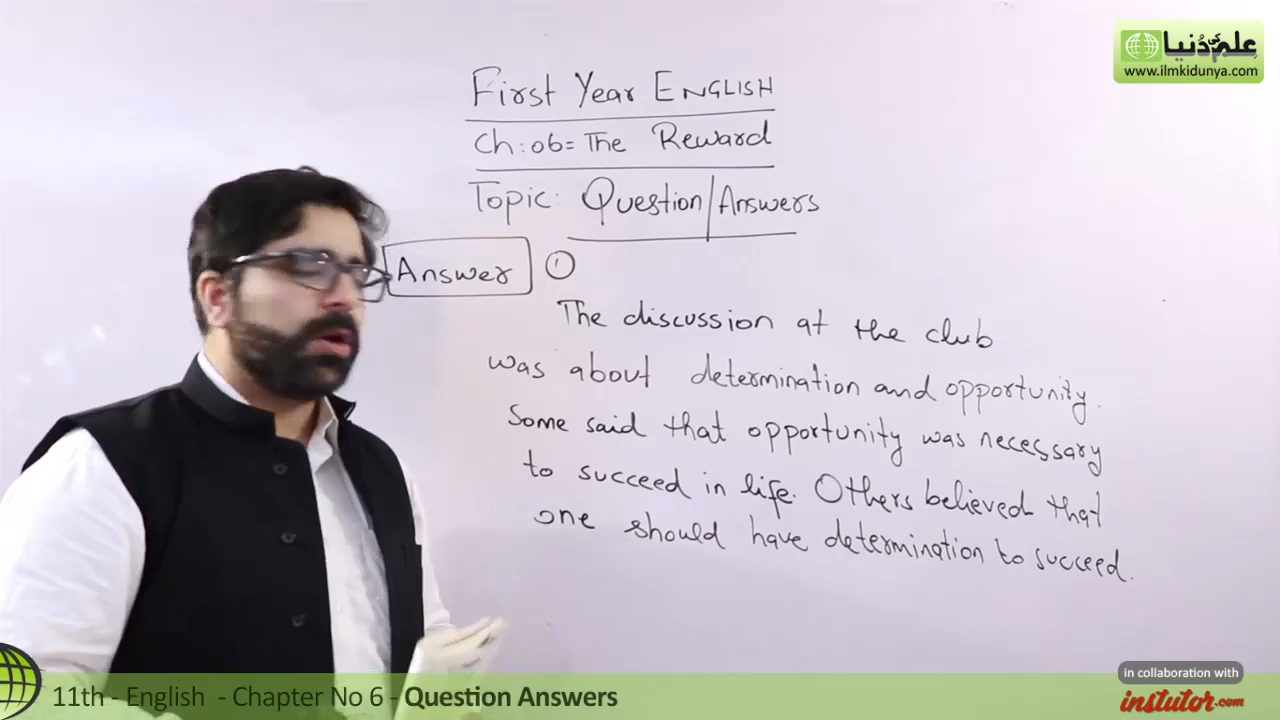 علم کی دنیا
www.ilmkidunya.com
First Year ENGLISH
Ch:06= The Reward
Topic: Question/Answers
Answer ①
The discussion at the club
was about determination and opportunity.
Some said that opportunity was necessary
to succeed in life. Others believed that
one should have determination to succeed.
in collaboration with
instutor.com
11th - English - Chapter No 6 - Question Answers